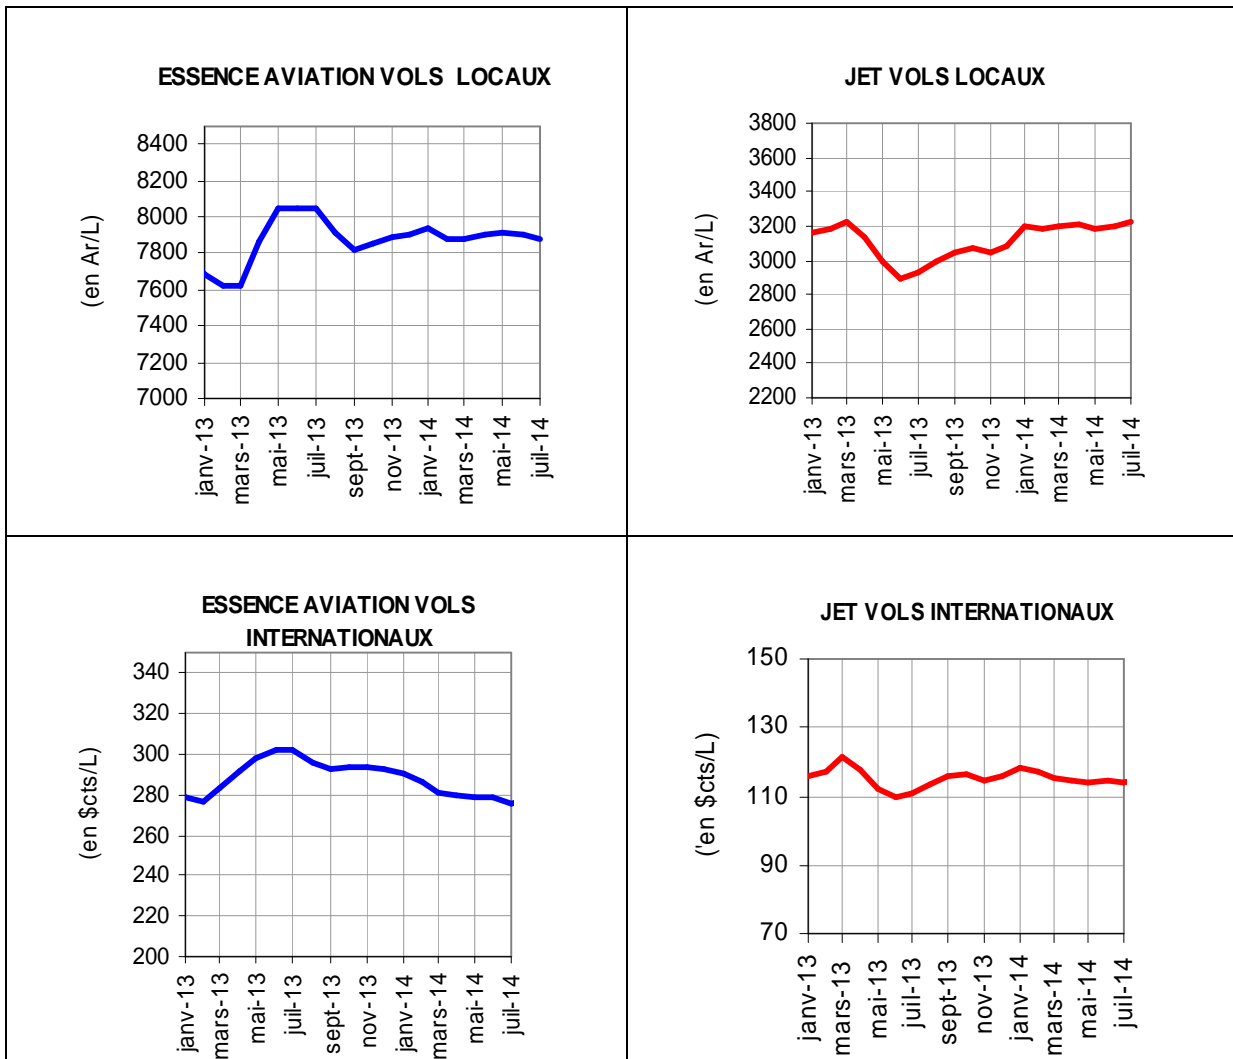 ESSENCE AVIATION VOLS LOCAUX
(en Ar/L)
8400
8200
8000
7800
7600
7400
7200
7000
janv-13
mars-13
mai-13
juil-13
sept-13
nov-13
janv-14
mars-14
mai-14
juil-14
JET VOLS LOCAUX
(en Ar/L)
3800
3600
3400
3200
3000
2800
2600
2400
2200
janv-13
mars-13
mai-13
juil-13
sept-13
nov-13
janv-14
mars-14
mai-14
juil-14
ESSENCE AVIATION VOLS
INTERNATIONAUX
(en $cts/L)
340
320
300
280
260
240
220
200
janv-13
mars-13
mai-13
juil-13
sept-13
nov-13
janv-14
mars-14
mai-14
juil-14
JET VOLS INTERNATIONAUX
('en $cts/L)
150
130
110
90
70
janv-13
mars-13
mai-13
juil-13
sept-13
nov-13
janv-14
mars-14
mai-14
juil-14